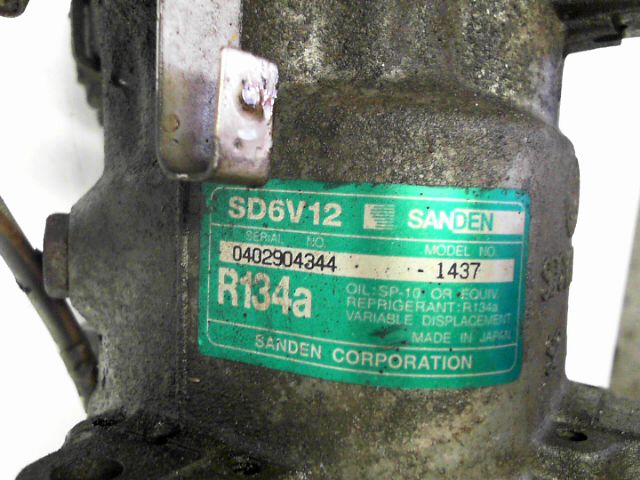 SD6V12 SANDEN
SERIAL NO. MODEL NO.
0402904344 - 1437
R134a
OIL:SP-10 OR EQUIV.
REFRIGERANT:R134a
VARIABLE DISPLACEMENT
MADE IN JAPAN
SANDEN CORPORATION